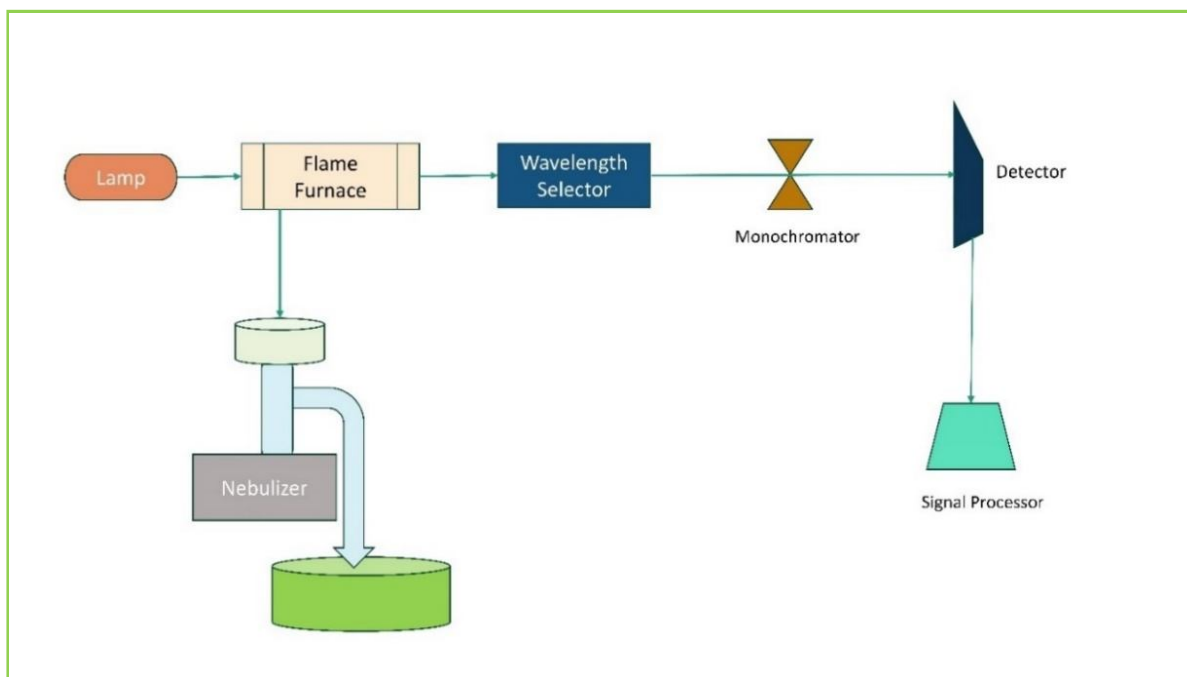 Lamp
Flame
Furnace
Wavelength
Selector
Monochromator
Detector
Nebulizer
Signal Processor